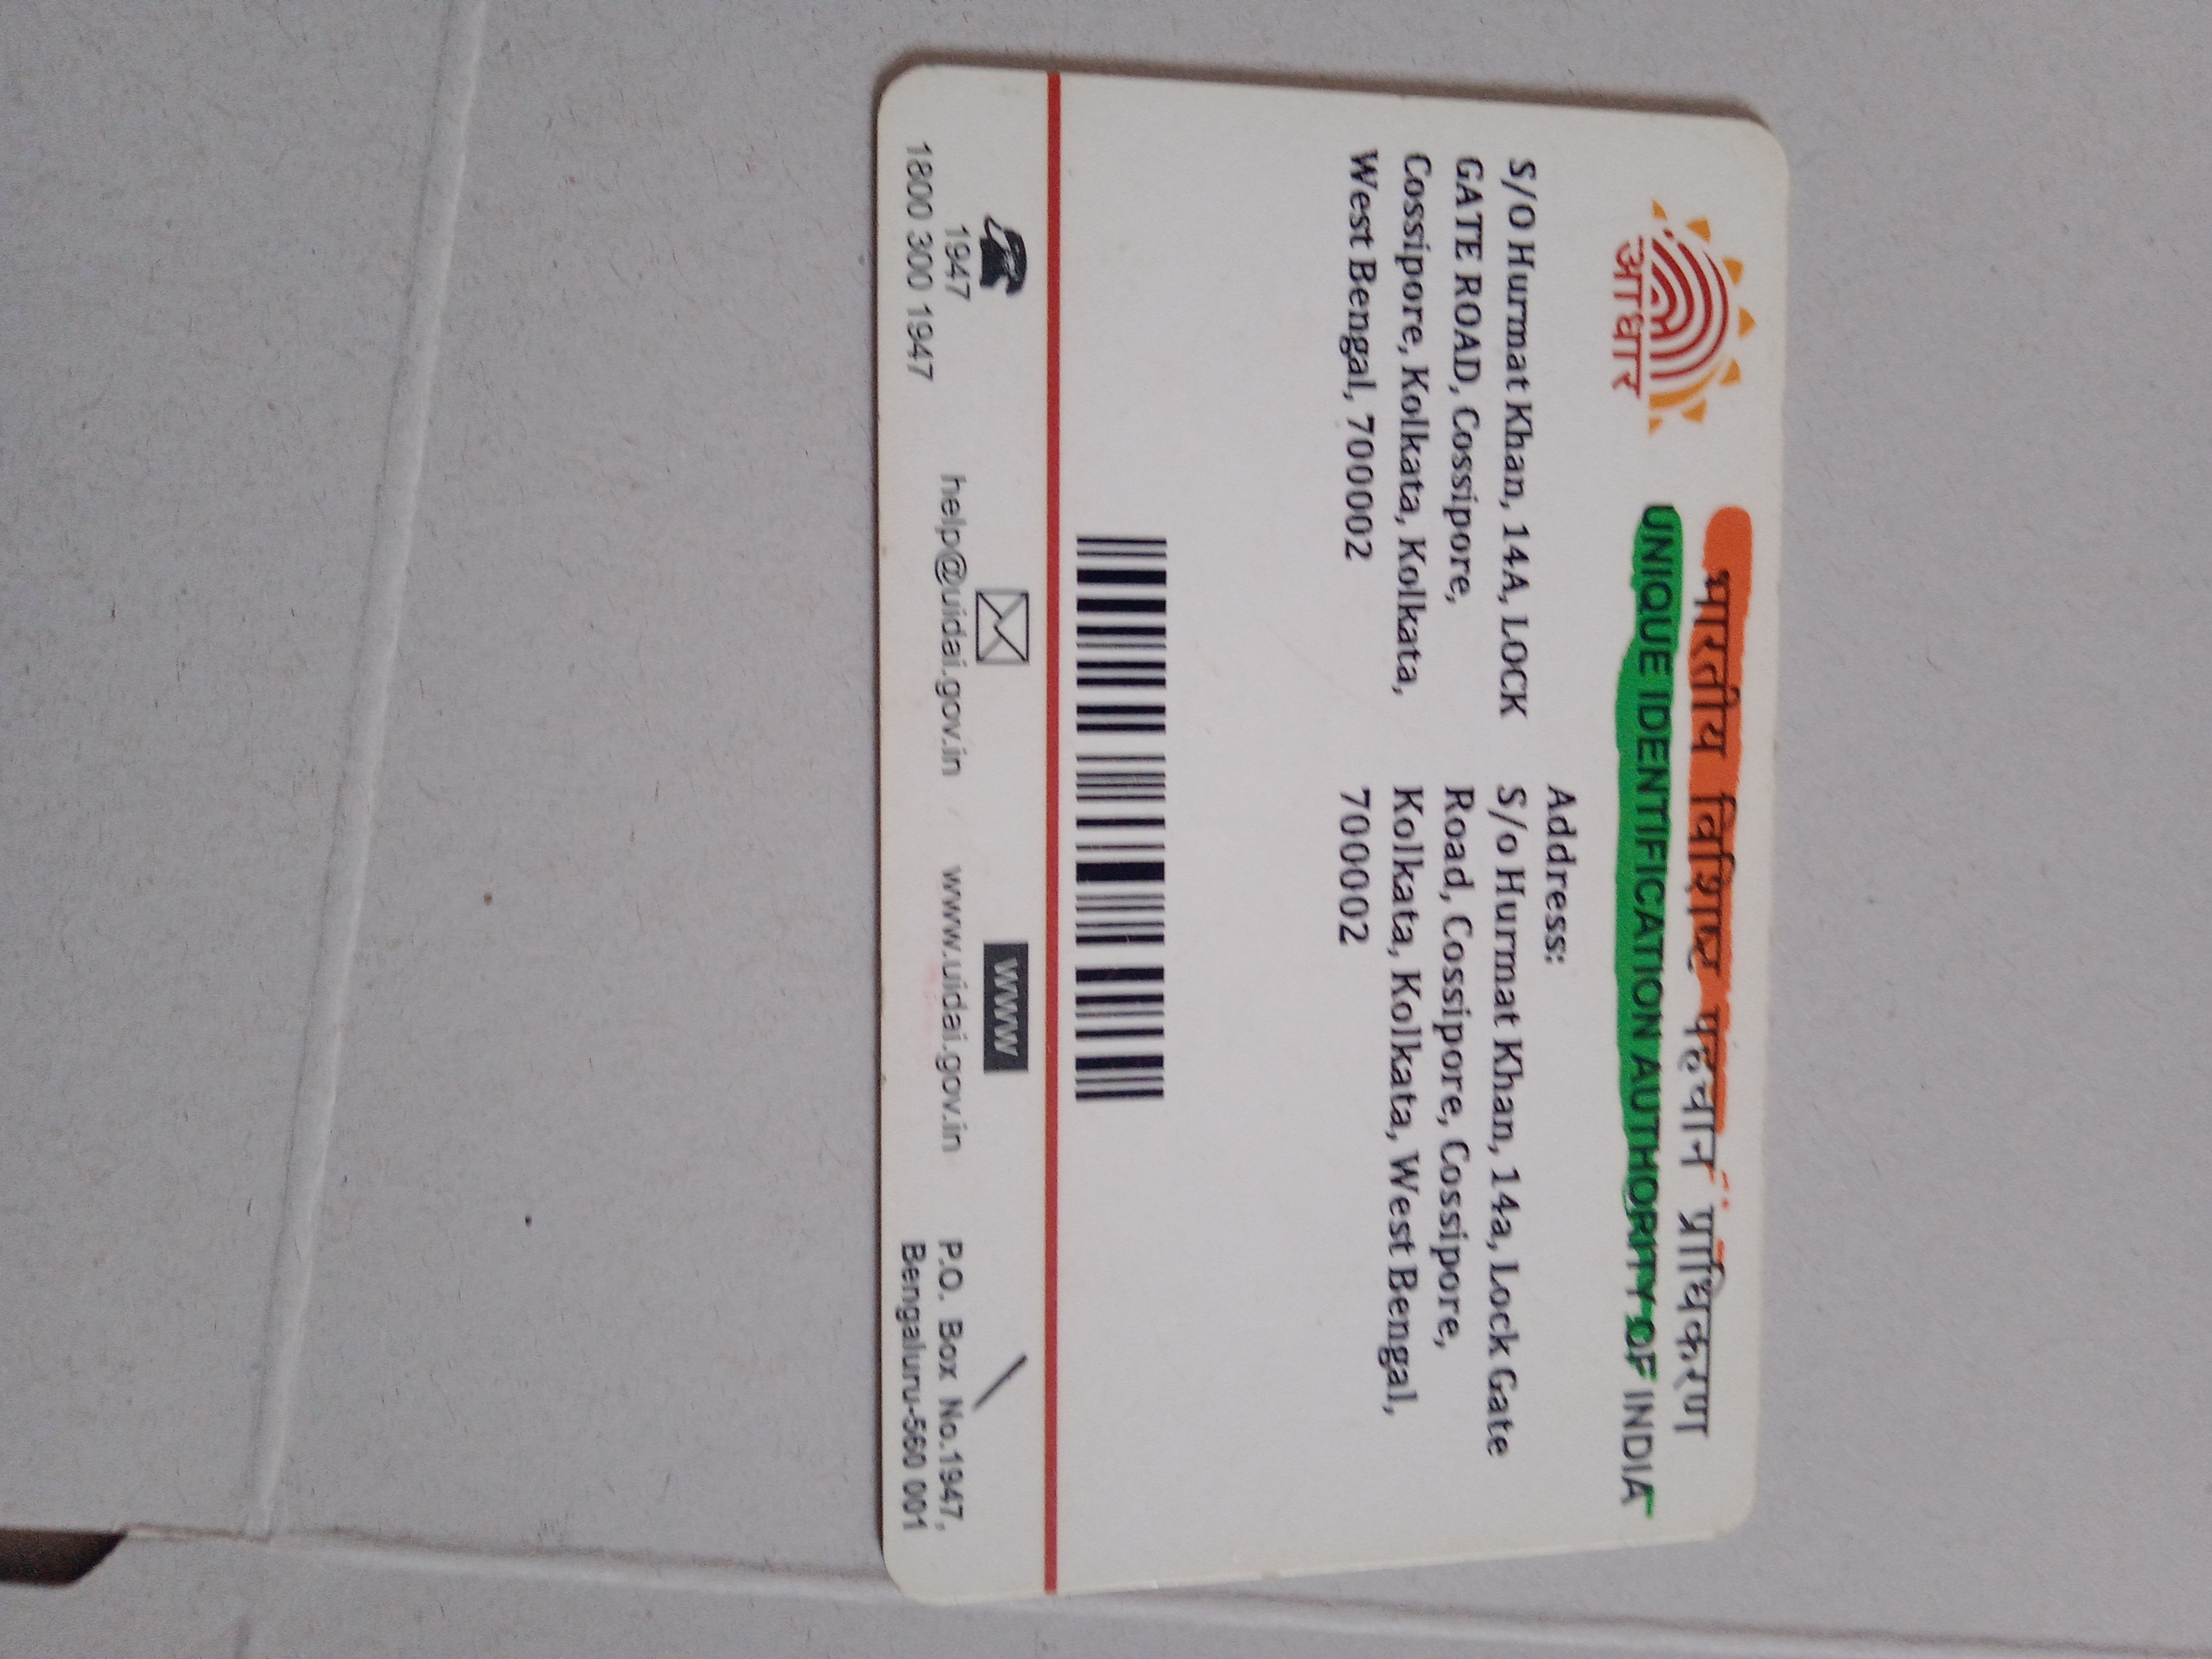 आधार
भारतीय विशिष्ट पहचान प्राधिकरण
UNIQUE IDENTIFICATION AUTHORITY OF INDIA
S/O Hurmat Khan, 14A, LOCK
GATE ROAD, Cossipore,
Cossipore, Kolkata, Kolkata,
West Bengal, 700002
Address:
S/o Hurmat Khan, 14a, Lock Gate
Road, Cossipore, Cossipore,
Kolkata, Kolkata, West Bengal,
700002
1947
1800 300 1947
help@uidai.gov.in
WWW
www.uidai.gov.in
P.O. Box No.1947,
Bengaluru-560 001